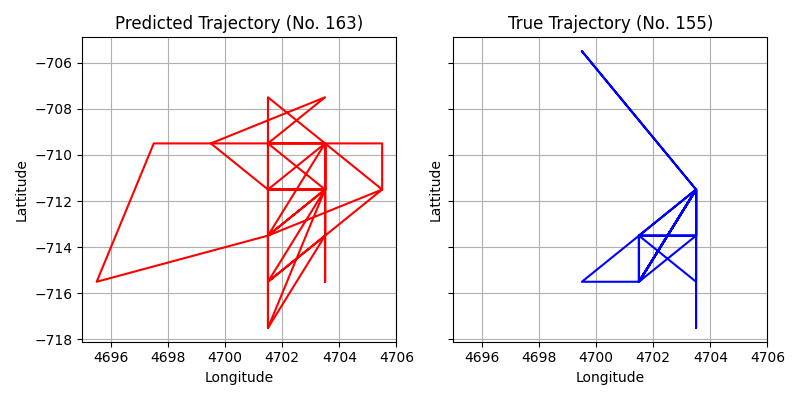 Predicted Trajectory (No. 163)
True Trajectory (No. 155)
Lattitude
−706
−708
−710
−712
−714
−716
−718
4696 4698 4700 4702 4704 4706
Longitude
Lattitude
4696 4698 4700 4702 4704 4706
Longitude